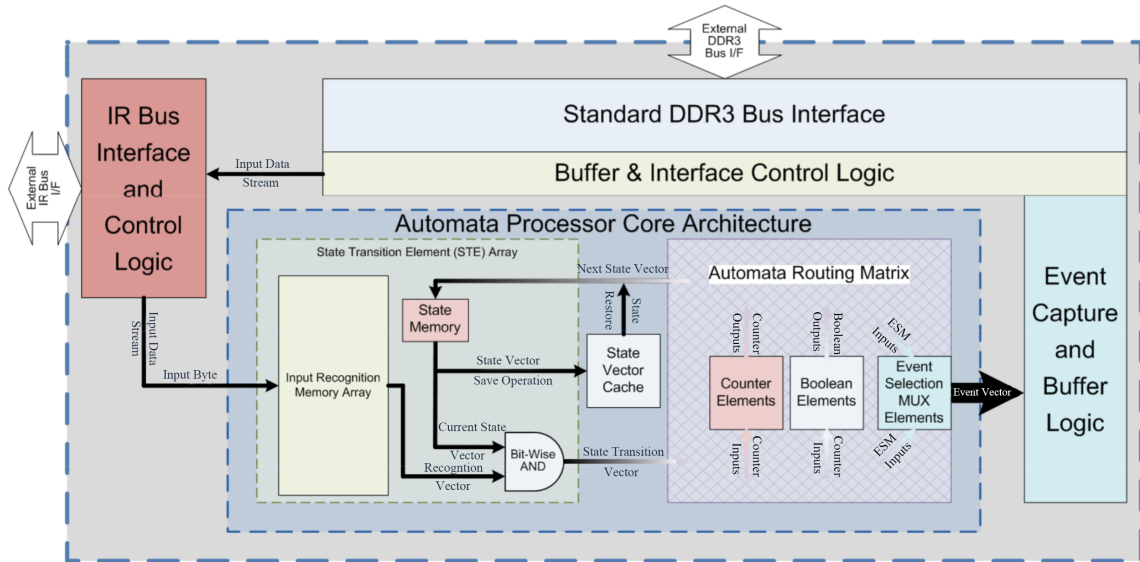 External
DDR3
Bus I/F
IR Bus
Interface
and
Control
Logic
External
IR Bus
I/F
Standard DDR3 Bus Interface
Buffer & Interface Control Logic
Input Data
Stream
Automata Processor Core Architecture
State Transition Element (STE) Array
Input Data
Stream
Input Byte
Input Recognition
Memory Array
State
Memory
Next State Vector
State
Restore
State Vector
Save Operation
State
Vector
Cache
Current State
Vector
Recogntion
Vector
Bit-Wise
AND
State Transition
Vector
Automata Routing Matrix
Counter
Outputs
Boolean
Outputs
ESM
Inputs
Counter
Elements
Boolean
Elements
Event
Selection
MUX
Elements
Counter
Inputs
Counter
Inputs
ESM
Inputs
Event Vector
Event
Capture
and
Buffer
Logic